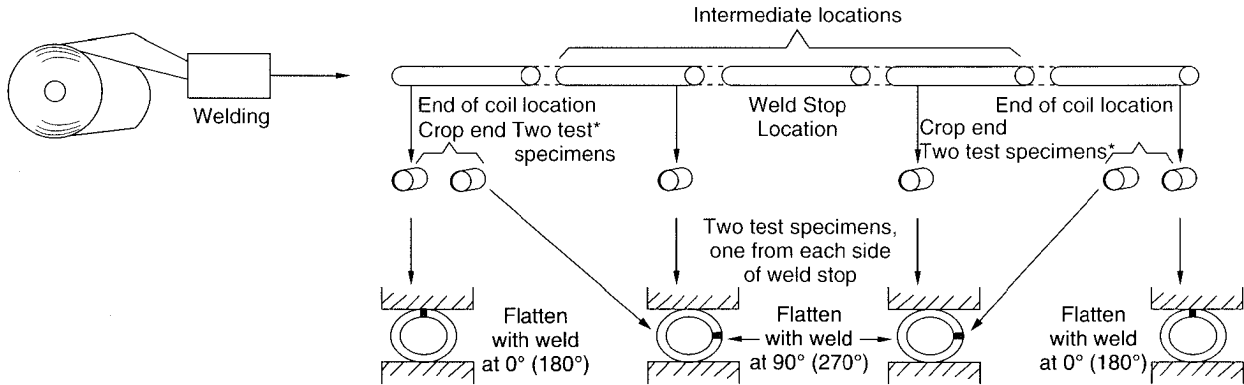 Intermediate locations
Welding
End of coil location
Crop end Two test*
specimens
Weld Stop
Location
End of coil location
Crop end
Two test specimens*
Two test specimens,
one from each side
of weld stop
Flatten
with weld
at 0° (180°)
Flatten
with weld
at 90° (270°)
Flatten
with weld
at 0° (180°)